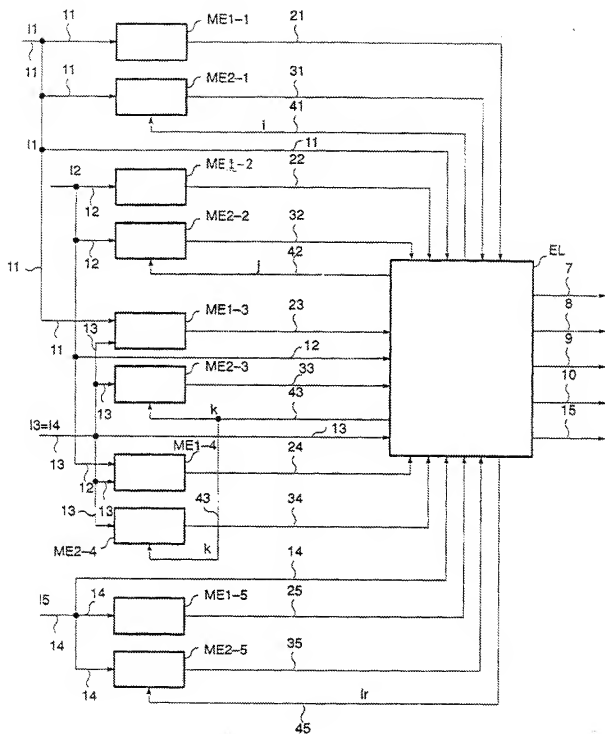 I1 11 ME1-1 21
11
11 ME2-1 31
41
i
I1 11
I2 ME1-2 22
12
ME2-2 32
12 42
j
EL
7
8
9
10
15
11
ME1-3 23
13 11 12
ME2-3 33
13 k 43
I3=I4 13
13 ME1-4 24
12 13
13 43 34
ME2-4 k
14
I5 14 ME1-5 25
14
ME2-5 35
14
Ir
45